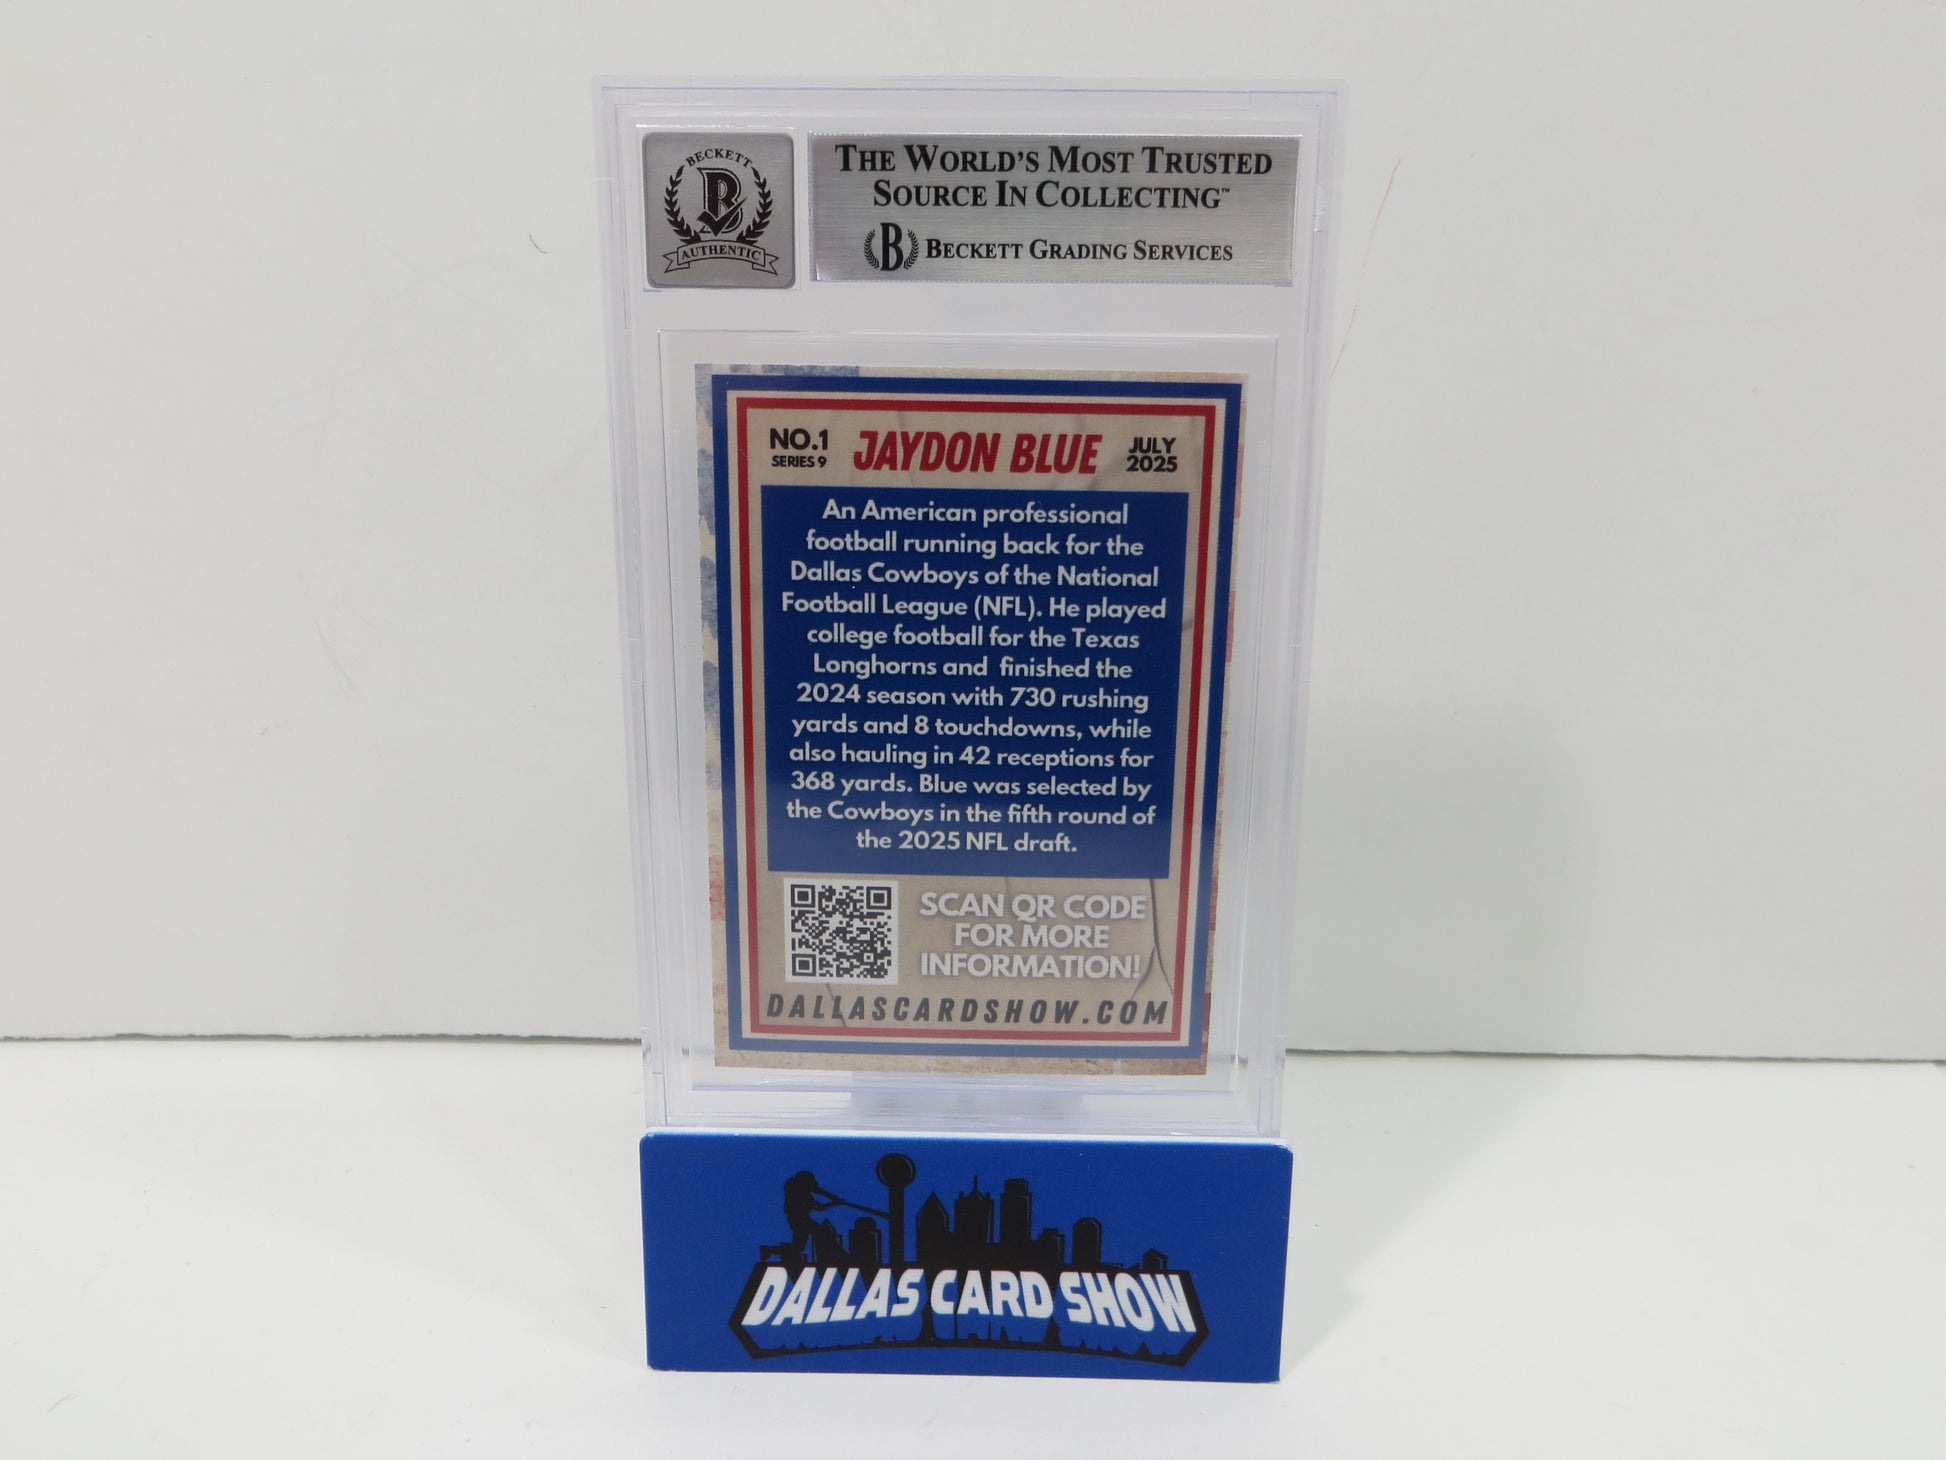 BECKETT
B
AUTHENTIC
THE WORLD'S MOST TRUSTED
SOURCE IN COLLECTING™
B BECKETT GRADING SERVICES
NO.1
SERIES 9
JAYDON BLUE
JULY
2025
An American professional
football running back for the
Dallas Cowboys of the National
Football League (NFL). He played
college football for the Texas
Longhorns and finished the
2024 season with 730 rushing
yards and 8 touchdowns, while
also hauling in 42 receptions for
368 yards. Blue was selected by
the Cowboys in the fifth round of
the 2025 NFL draft.
SCAN QR CODE
FOR MORE
INFORMATION!
DALLASCARDSHOW.COM
DALLAS CARD SHOW